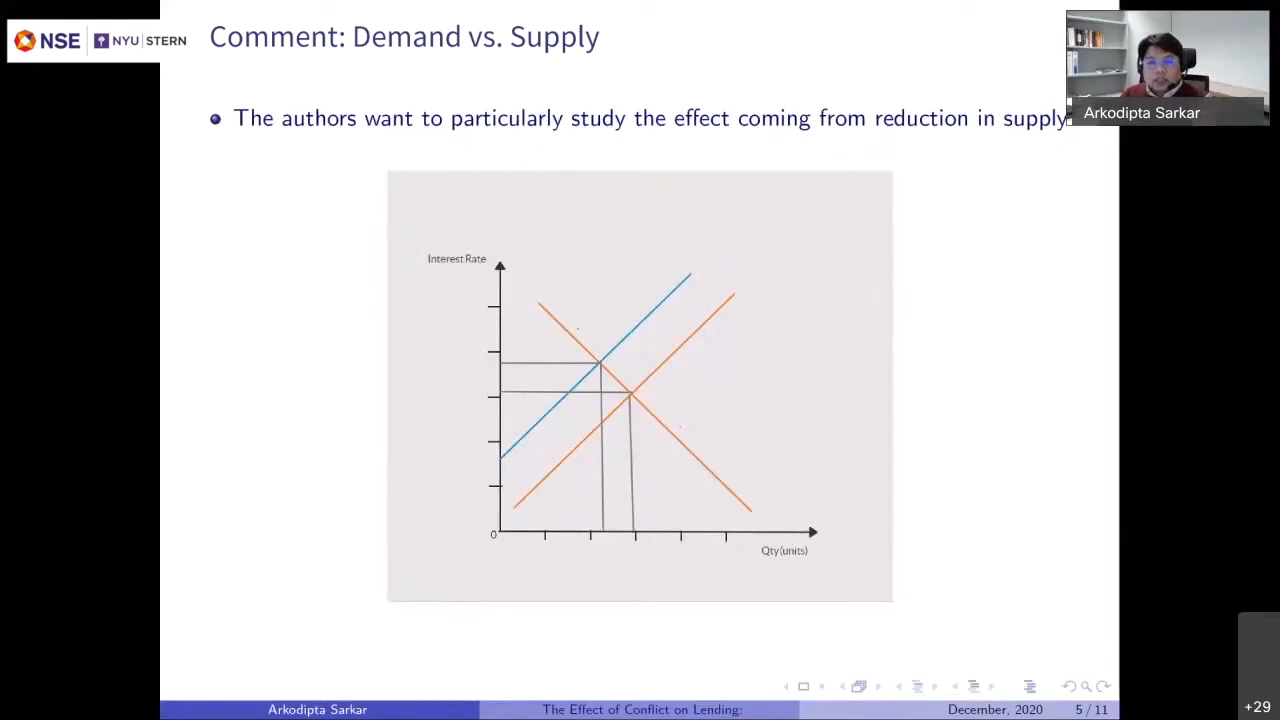 NSE NYU STERN
Comment: Demand vs. Supply
The authors want to particularly study the effect coming from reduction in supply
Arkodipta Sarkar
Interest Rate
0
Qty(units)
+29
Arkodipta Sarkar The Effect of Conflict on Lending: December, 2020 5 / 11